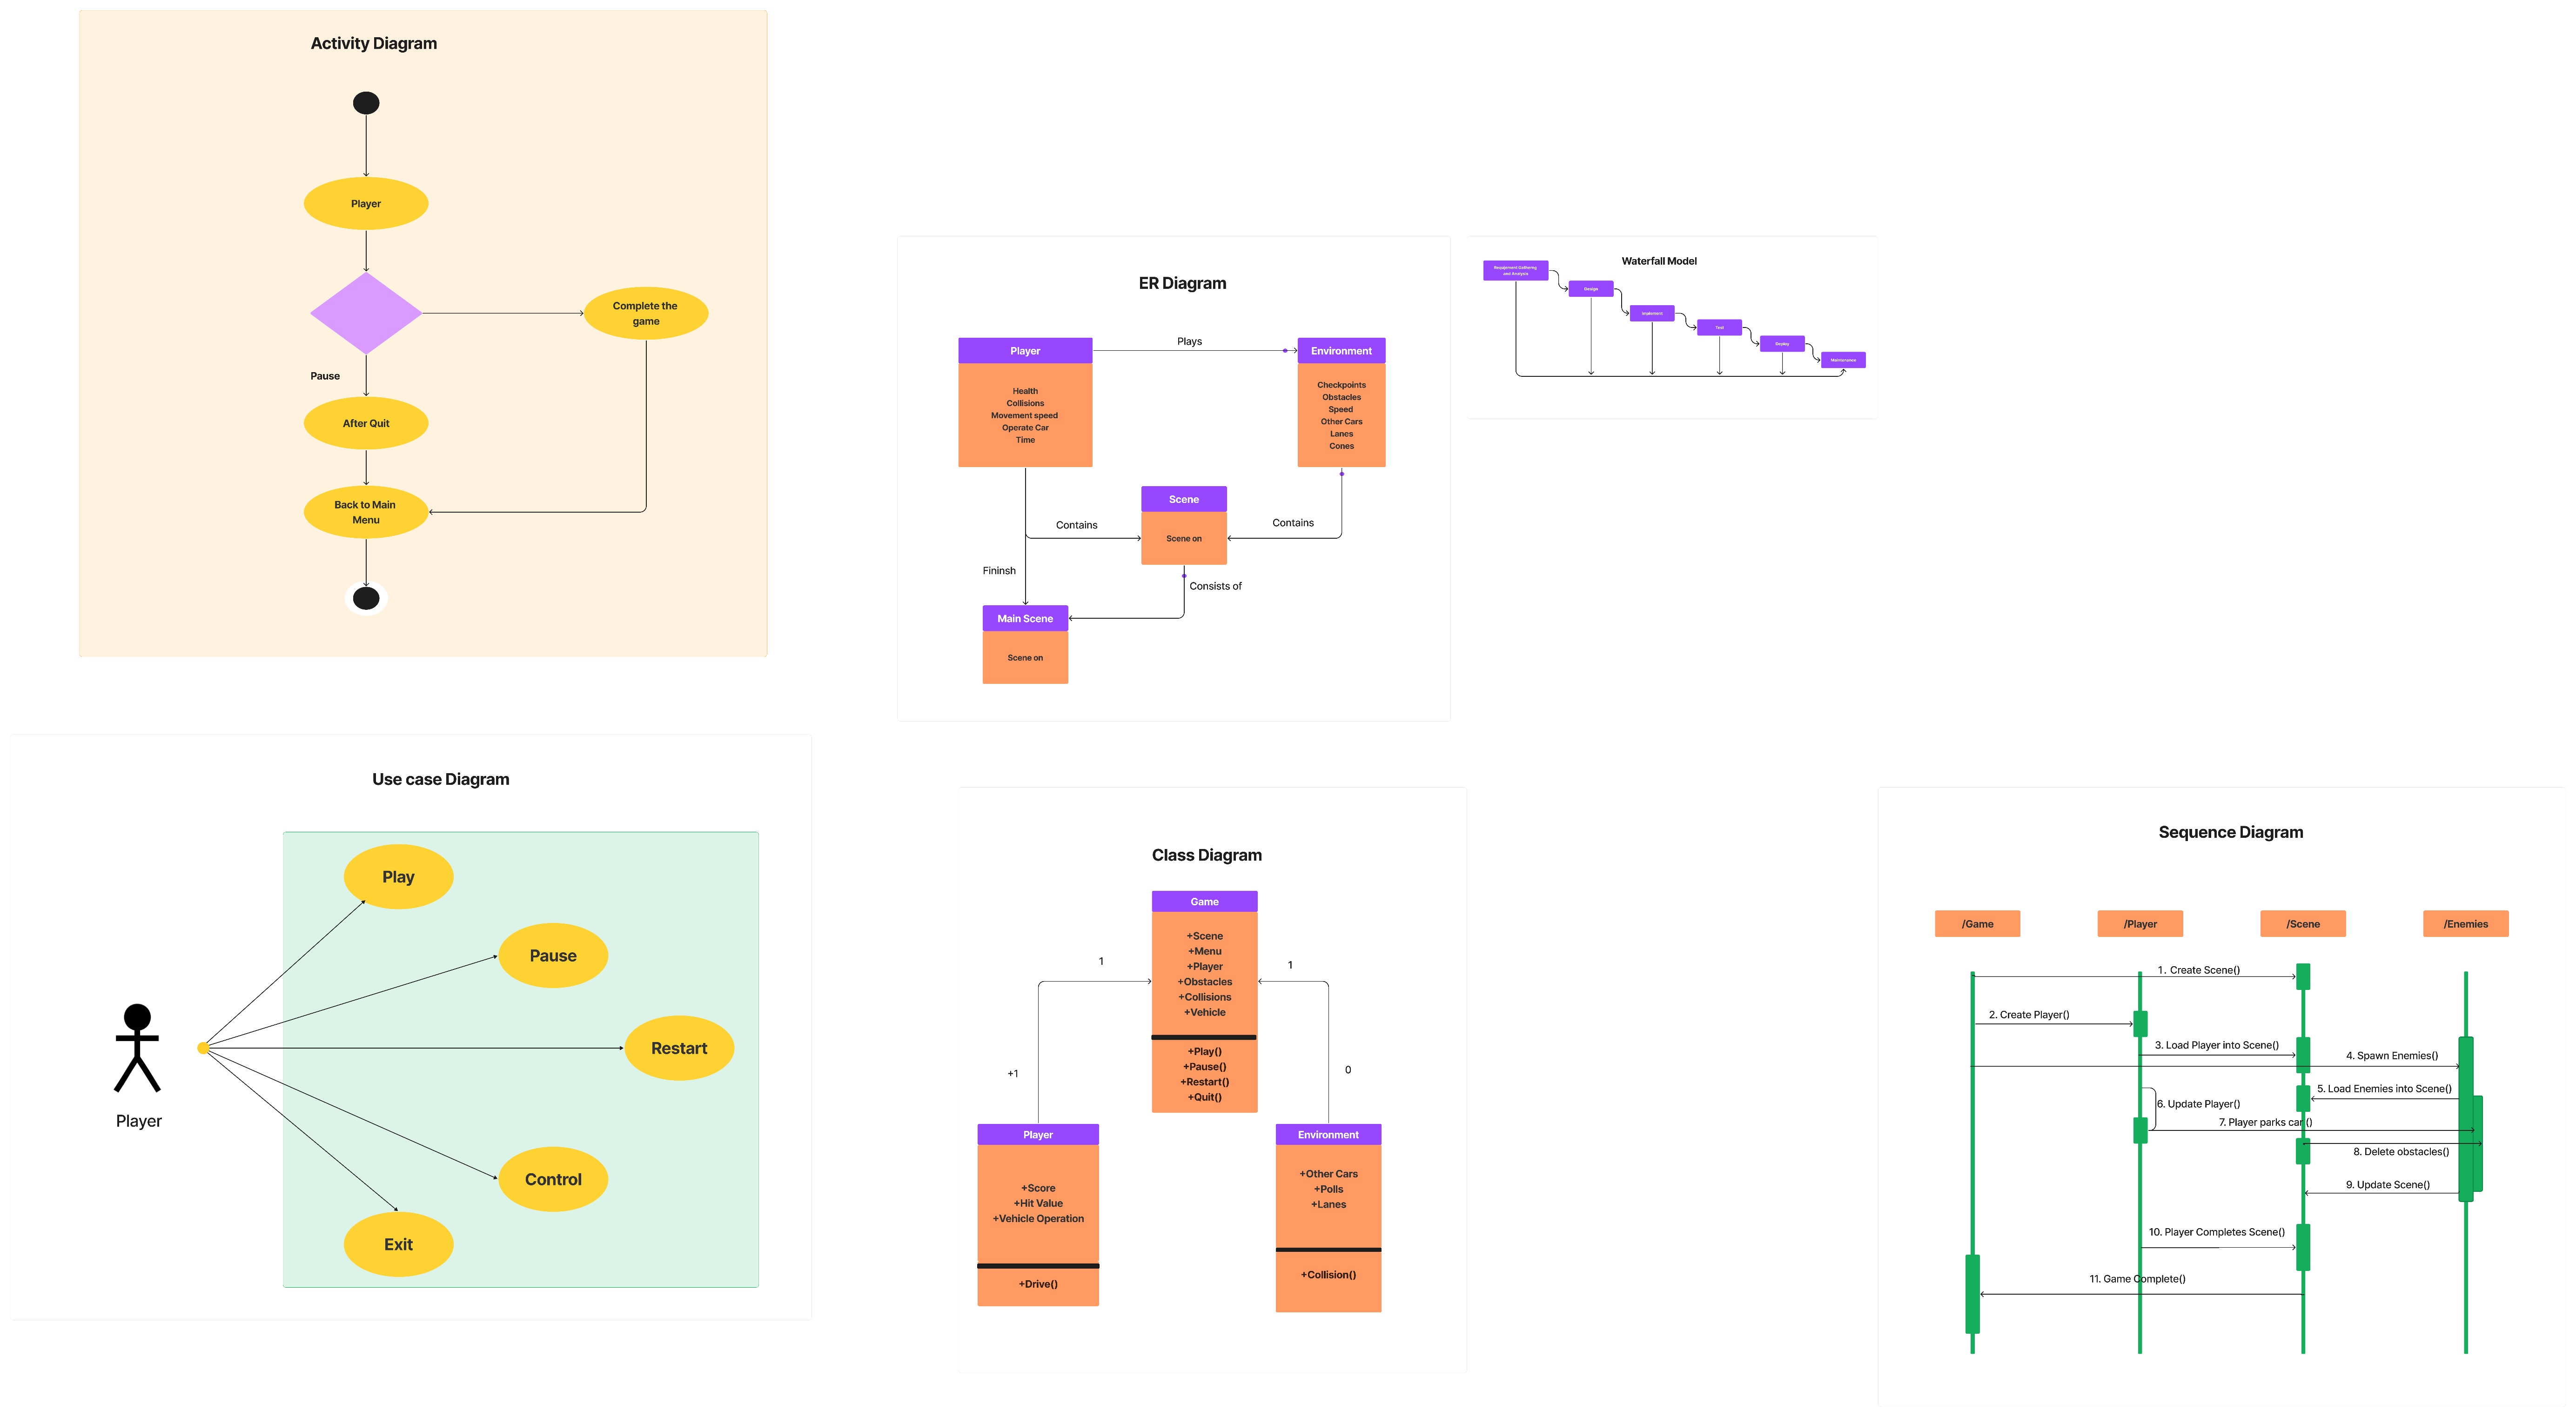 Activity Diagram
Player
Complete the
game
Pause
After Quit
Back to Main
Menu
ER Diagram
Player
Health
Collisions
Movement speed
Operate Car
Time
Plays
Environment
Checkpoints
Obstacles
Speed
Other Cars
Lanes
Cones
Scene
Scene on
Contains
Contains
Fininsh
Consists of
Main Scene
Scene on
Waterfall Model
Requirement Gathering
and Analysis
Design
Implement
Test
Deploy
Maintenance
Use case Diagram
Play
Pause
Restart
Control
Exit
Player
Class Diagram
Game
+Scene
+Menu
+Player
+Obstacles
+Collisions
+Vehicle
+Play()
+Pause()
+Restart()
+Quit()
1
1
+1
0
Player
+Score
+Hit Value
+Vehicle Operation
+Drive()
Environment
+Other Cars
+Polls
+Lanes
+Collision()
Sequence Diagram
/Game
/Player
/Scene
/Enemies
1. Create Scene()
2. Create Player()
3. Load Player into Scene()
4. Spawn Enemies()
5. Load Enemies into Scene()
6. Update Player()
7. Player parks car ()
8. Delete obstacles()
9. Update Scene()
10. Player Completes Scene()
11. Game Complete()